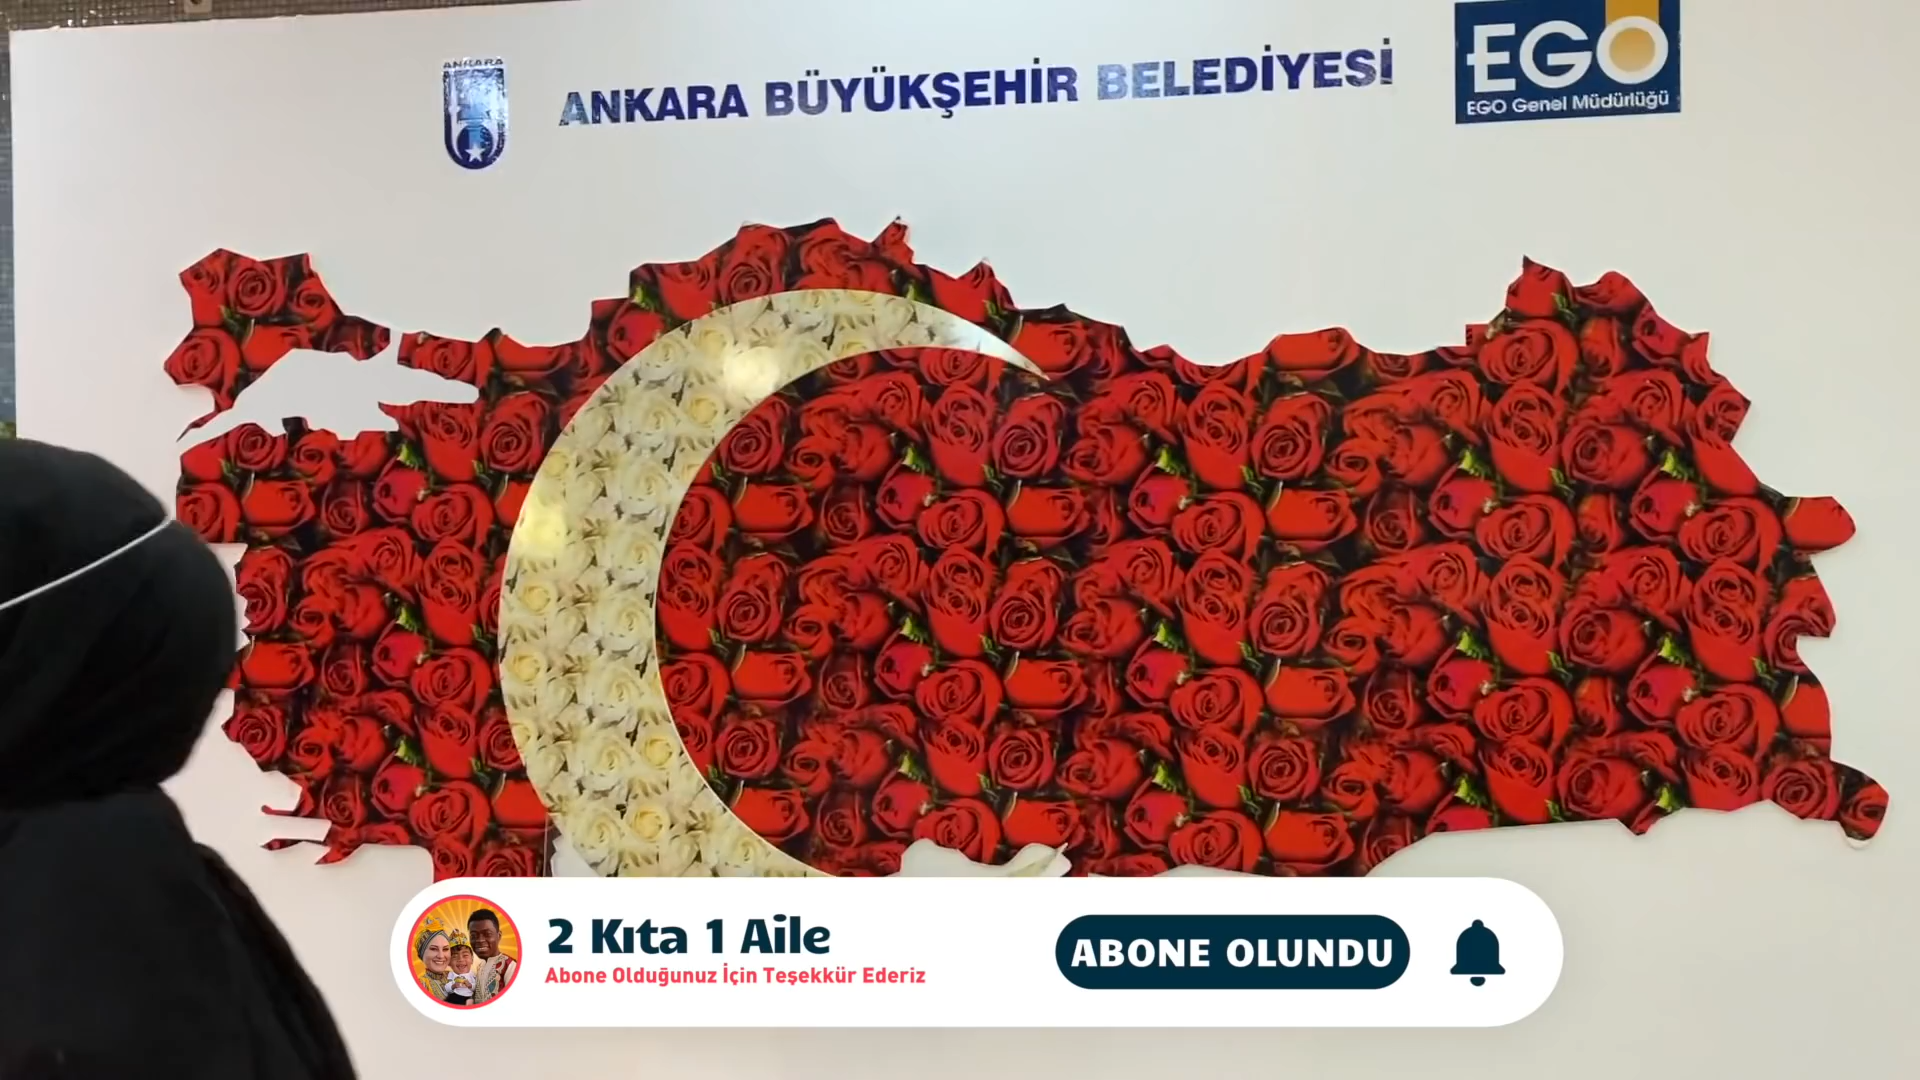 ANKARA
ANKARA BÜYÜKŞEHİR BELEDİYESİ
EGO
EGO Genel Müdürlüğü
2 Kıta 1 Aile
Abone Olduğunuz İçin Teşekkür Ederiz
ABONE OLUNDU